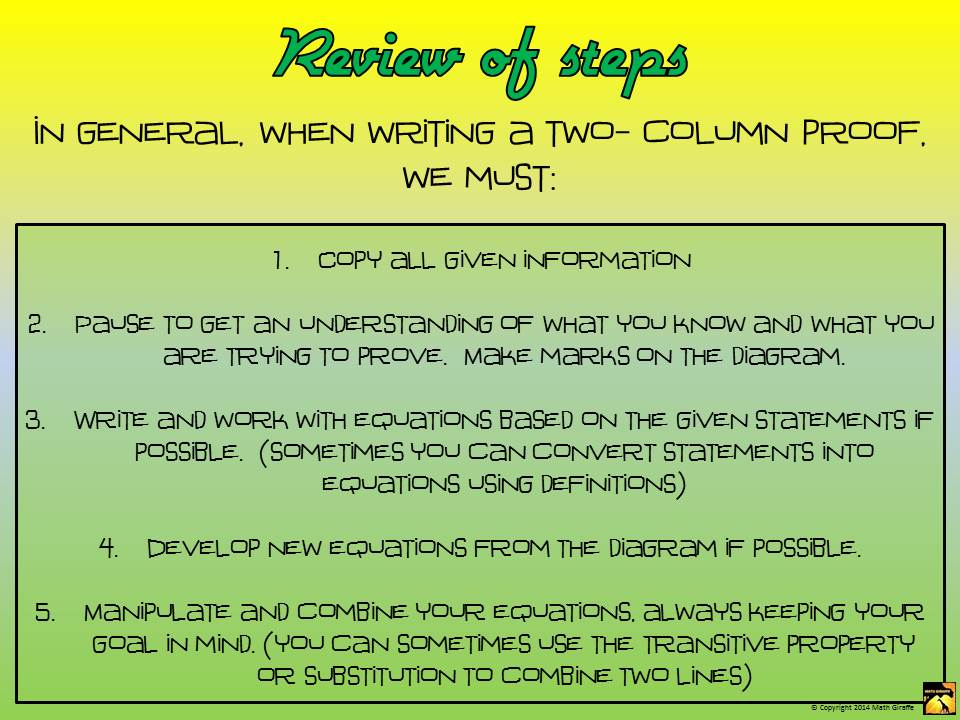 Review of steps
In general, when writing a two- column proof,
we must:
1. Copy all given information
2. Pause to get an understanding of what you know and what you
are trying to prove. Make marks on the diagram.
3. Write and work with equations based on the given statements if
possible. (Sometimes you can convert statements into
equations using definitions)
4. Develop new equations from the diagram if possible.
5. Manipulate and combine your equations, always keeping your
goal in mind. (You can sometimes use the transitive property
or substitution to combine two lines)
© Copyright 2014 Math Giraffe
MATH GIRAFFE